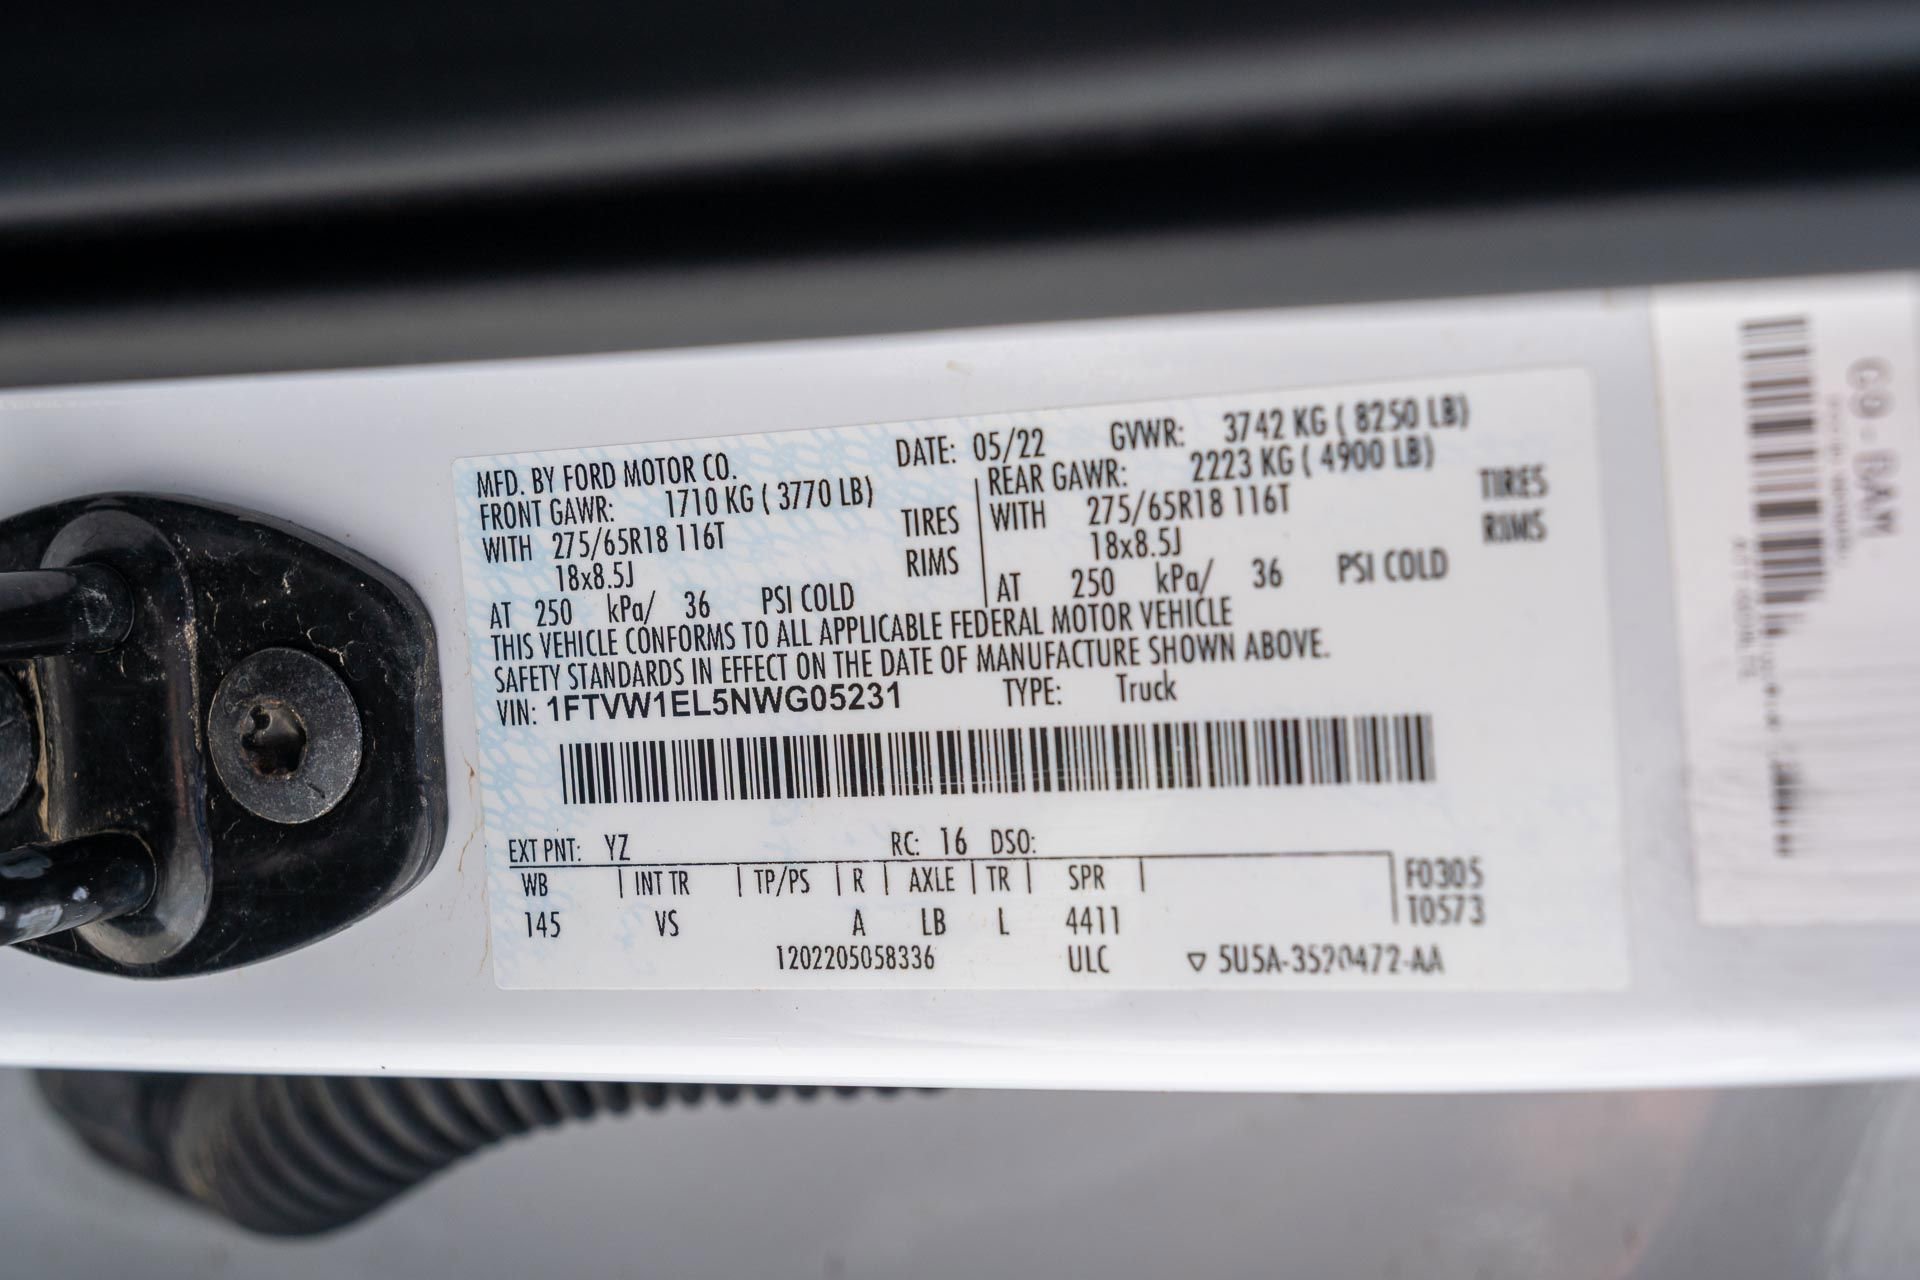 MFD. BY FORD MOTOR CO. DATE: 05/22 GVWR: 3742 KG ( 8250 LB)
FRONT GAWR: 1710 KG ( 3770 LB) REAR GAWR: 2223 KG ( 4900 LB)
WITH 275/65R18 116T TIRES WITH 275/65R18 116T TIRES
18x8.5J RIMS 18x8.5J RIMS
AT 250 kPa/ 36 PSI COLD AT 250 kPa/ 36 PSI COLD
THIS VEHICLE CONFORMS TO ALL APPLICABLE FEDERAL MOTOR VEHICLE
SAFETY STANDARDS IN EFFECT ON THE DATE OF MANUFACTURE SHOWN ABOVE.
VIN: 1FTVW1EL5NWG05231 TYPE: Truck
EXT PNT: YZ RC: 16 DSO:
WB INT TR TP/PS R AXLE TR SPR F0305
145 VS A LB L 4411 T0573
1202205058336 ULC ▽ 5U5A-3520472-AA